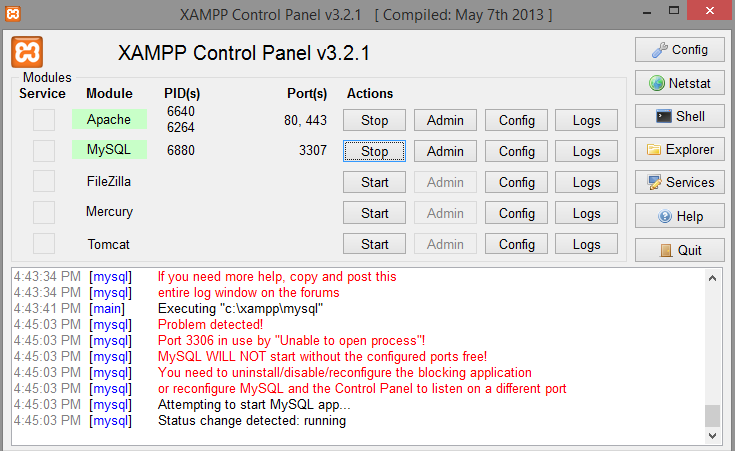 XAMPP Control Panel v3.2.1 [ Compiled: May 7th 2013 ]
XAMPP Control Panel v3.2.1
Config
Modules
Service Module PID(s) Port(s) Actions
Netstat
Apache 6640 6264 80, 443 Stop Admin Config Logs
Shell
MySQL 6880 3307 Stop Admin Config Logs
Explorer
FileZilla Start Admin Config Logs
Services
Mercury Start Admin Config Logs
Help
Tomcat Start Admin Config Logs
Quit
4:43:34 PM [mysql] If you need more help, copy and post this
4:43:34 PM [mysql] entire log window on the forums
4:43:41 PM [main] Executing "c:\xampp\mysql"
4:45:03 PM [mysql] Problem detected!
4:45:03 PM [mysql] Port 3306 in use by "Unable to open process"!
4:45:03 PM [mysql] MySQL WILL NOT start without the configured ports free!
4:45:03 PM [mysql] You need to uninstall/disable/reconfigure the blocking application
4:45:03 PM [mysql] or reconfigure MySQL and the Control Panel to listen on a different port
4:45:03 PM [mysql] Attempting to start MySQL app...
4:45:03 PM [mysql] Status change detected: running